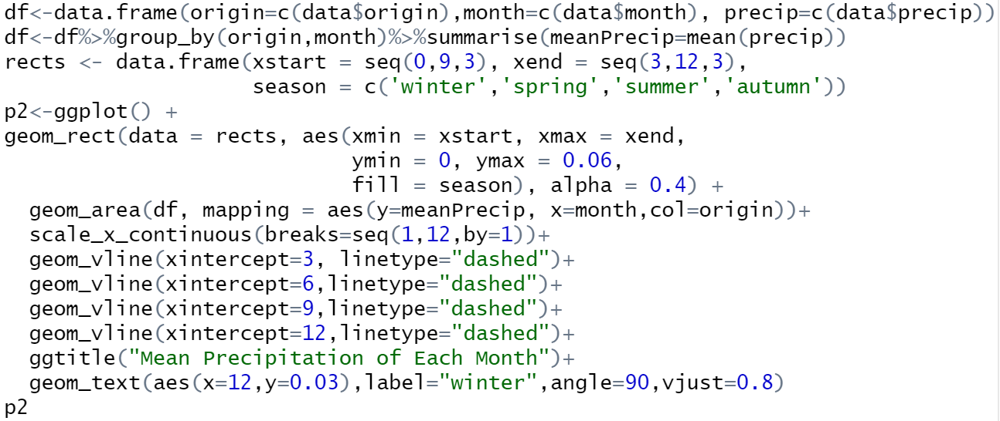 df<-data.frame(origin=c(data$origin),month=c(data$month), precip=c(data$precip))
df<-df%>%group_by(origin,month)%>%summarise(meanPrecip=mean(precip))
rects <- data.frame(xstart = seq(0,9,3), xend = seq(3,12,3),
                    season = c('winter','spring','summer','autumn'))
p2<-ggplot() +
geom_rect(data = rects, aes(xmin = xstart, xmax = xend,
                            ymin = 0, ymax = 0.06,
                            fill = season), alpha = 0.4) +
  geom_area(df, mapping = aes(y=meanPrecip, x=month,col=origin))+
  scale_x_continuous(breaks=seq(1,12,by=1))+
  geom_vline(xintercept=3, linetype="dashed")+
  geom_vline(xintercept=6,linetype="dashed")+
  geom_vline(xintercept=9,linetype="dashed")+
  geom_vline(xintercept=12,linetype="dashed")+
  ggtitle("Mean Precipitation of Each Month")+
  geom_text(aes(x=12,y=0.03),label="winter",angle=90,vjust=0.8)
p2